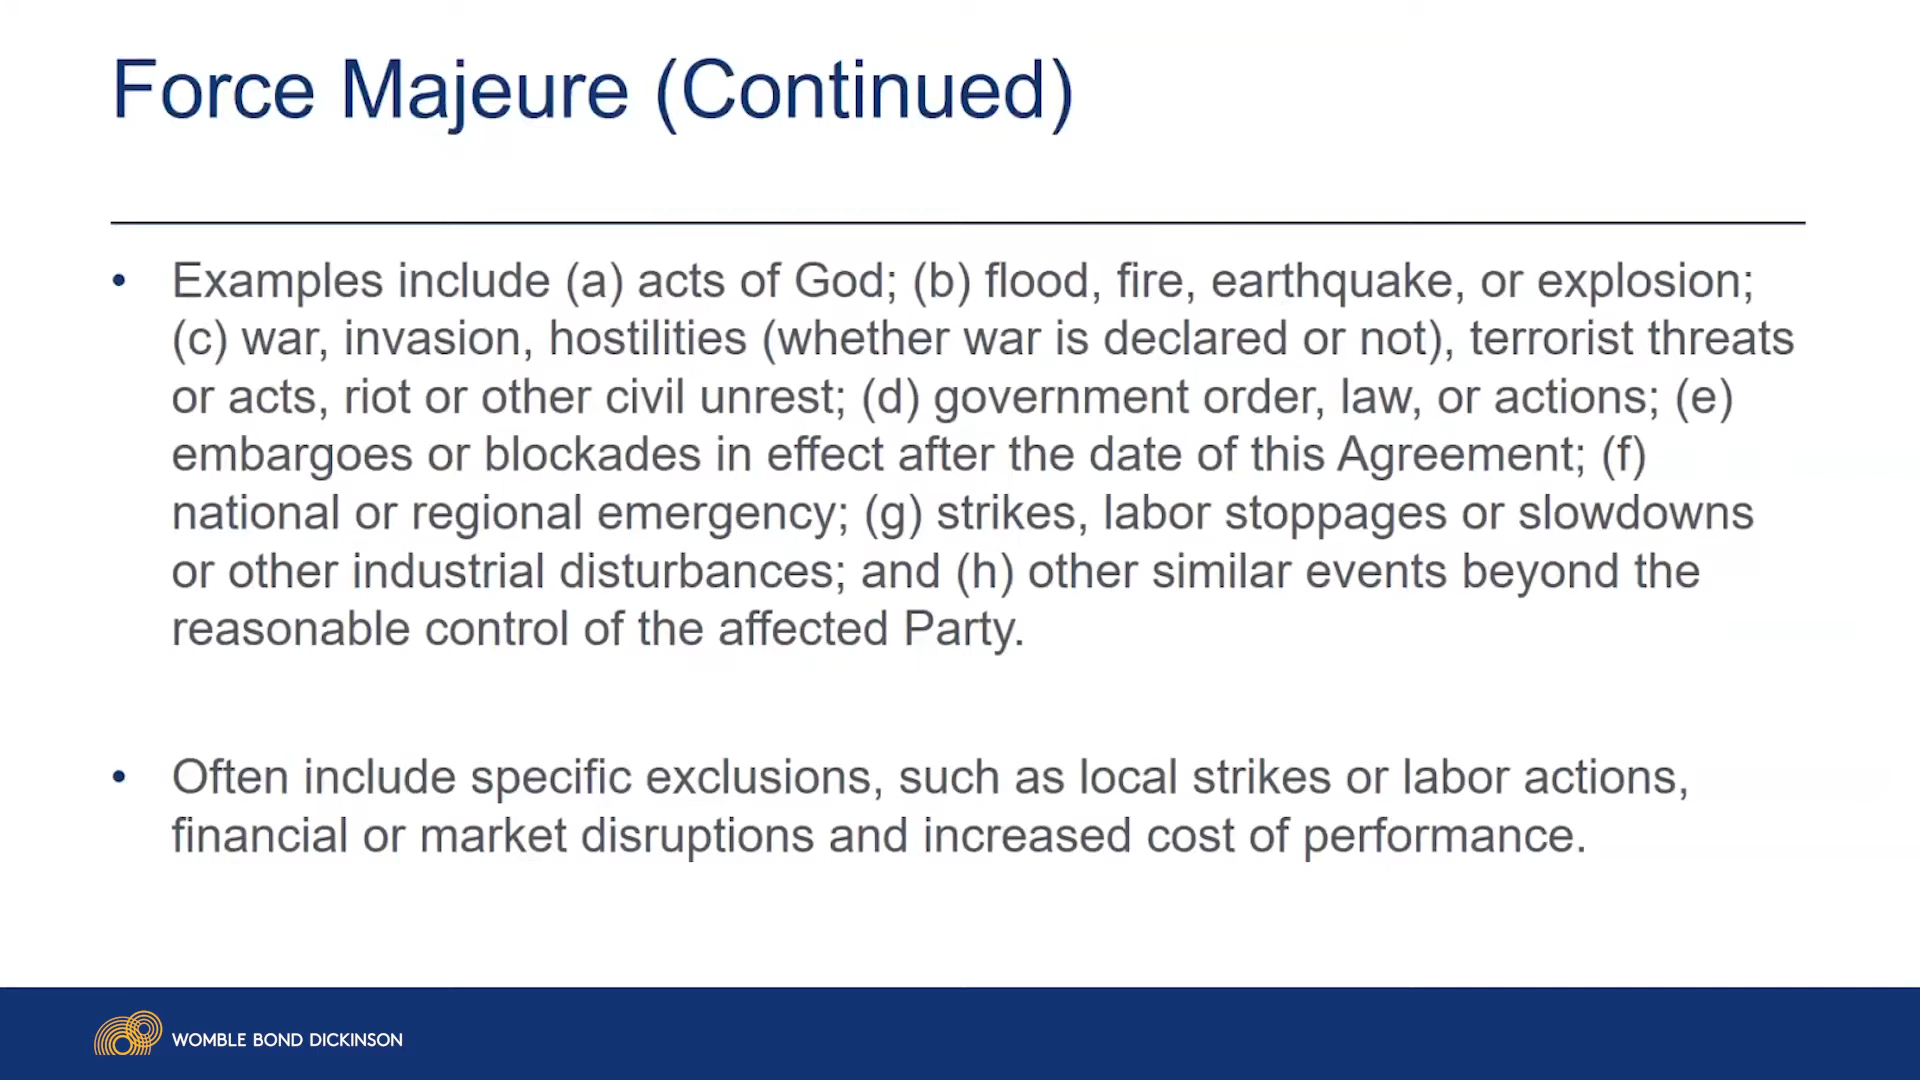 Force Majeure (Continued)
• Examples include (a) acts of God; (b) flood, fire, earthquake, or explosion;
(c) war, invasion, hostilities (whether war is declared or not), terrorist threats
or acts, riot or other civil unrest; (d) government order, law, or actions; (e)
embargoes or blockades in effect after the date of this Agreement; (f)
national or regional emergency; (g) strikes, labor stoppages or slowdowns
or other industrial disturbances; and (h) other similar events beyond the
reasonable control of the affected Party.
• Often include specific exclusions, such as local strikes or labor actions,
financial or market disruptions and increased cost of performance.
WOMBLE BOND DICKINSON